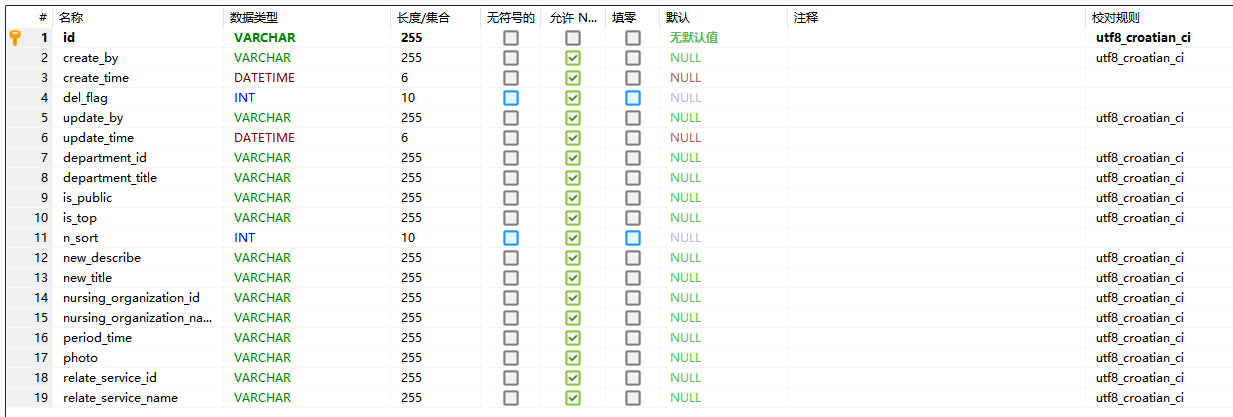 # 名称 数据类型 长度/集合 无符号的 允许 N... 填零 默认 注释 校对规则
1 id VARCHAR 255 无默认值 utf8_croatian_ci
2 create_by VARCHAR 255 NULL utf8_croatian_ci
3 create_time DATETIME 6 NULL
4 del_flag INT 10 NULL
5 update_by VARCHAR 255 NULL utf8_croatian_ci
6 update_time DATETIME 6 NULL
7 department_id VARCHAR 255 NULL utf8_croatian_ci
8 department_title VARCHAR 255 NULL utf8_croatian_ci
9 is_public VARCHAR 255 NULL utf8_croatian_ci
10 is_top VARCHAR 255 NULL utf8_croatian_ci
11 n_sort INT 10 NULL
12 new_describe VARCHAR 255 NULL utf8_croatian_ci
13 new_title VARCHAR 255 NULL utf8_croatian_ci
14 nursing_organization_id VARCHAR 255 NULL utf8_croatian_ci
15 nursing_organization_na... VARCHAR 255 NULL utf8_croatian_ci
16 period_time VARCHAR 255 NULL utf8_croatian_ci
17 photo VARCHAR 255 NULL utf8_croatian_ci
18 relate_service_id VARCHAR 255 NULL utf8_croatian_ci
19 relate_service_name VARCHAR 255 NULL utf8_croatian_ci